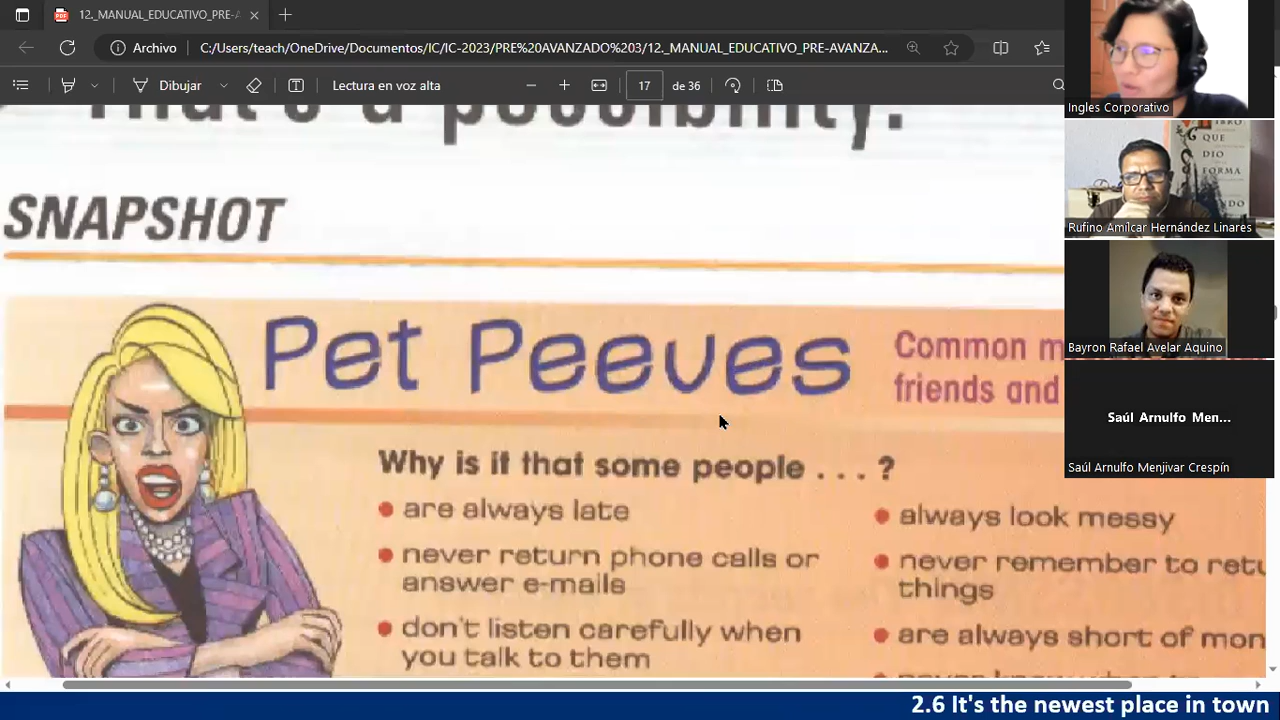 12._MANUAL_EDUCATIVO_PRE-A
Archivo
C:/Users/teach/OneDrive/Documentos/IC/IC-2023/PRE%20AVANZADO%203/12._MANUAL_EDUCATIVO_PRE-AVANZA...
Dibujar
Lectura en voz alta
17
de 36
That's a possibility.
SNAPSHOT
Pet Peeves
Common m
friends and
Why is it that some people . . . ?
are always late
never return phone calls or
answer e-mails
don't listen carefully when
you talk to them
always look messy
never remember to retu
things
are always short of mon
Ingles Corporativo
Rufino Amílcar Hernández Linares
Bayron Rafael Avelar Aquino
Saúl Arnulfo Men...
Saúl Arnulfo Menjivar Crespín
2.6 It's the newest place in town